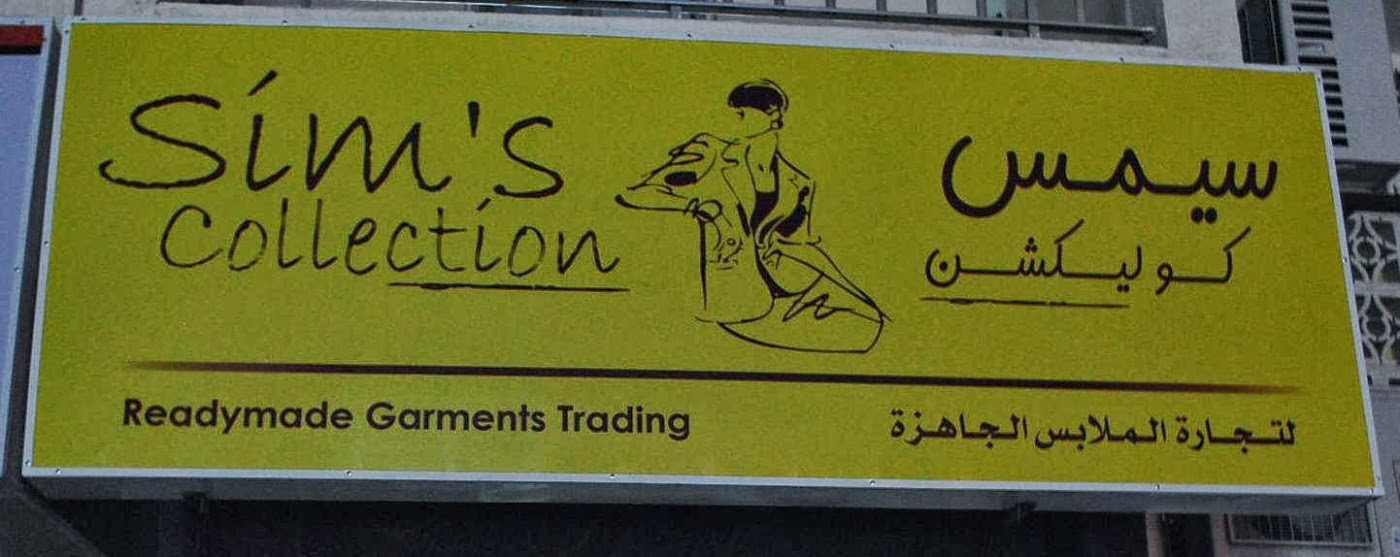 Sim's
Collection
سيمس
كوليكشن
Readymade Garments Trading
لتجارة الملابس الجاهزة